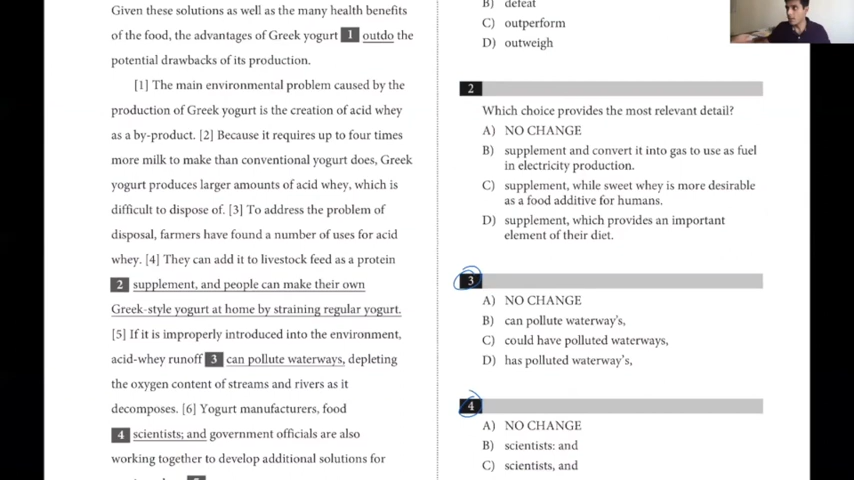 Given these solutions as well as the many health benefits
of the food, the advantages of Greek yogurt 1 outdo the
potential drawbacks of its production.
[1] The main environmental problem caused by the
production of Greek yogurt is the creation of acid whey
as a by-product. [2] Because it requires up to four times
more milk to make than conventional yogurt does, Greek
yogurt produces larger amounts of acid whey, which is
difficult to dispose of. [3] To address the problem of
disposal, farmers have found a number of uses for acid
whey. [4] They can add it to livestock feed as a protein
2 supplement, and people can make their own
Greek-style yogurt at home by straining regular yogurt.
[5] If it is improperly introduced into the environment,
acid-whey runoff 3 can pollute waterways, depleting
the oxygen content of streams and rivers as it
decomposes. [6] Yogurt manufacturers, food
4 scientists; and government officials are also
working together to develop additional solutions for
B) defeat
C) outperform
D) outweigh
2
Which choice provides the most relevant detail?
A) NO CHANGE
B) supplement and convert it into gas to use as fuel
in electricity production.
C) supplement, while sweet whey is more desirable
as a food additive for humans.
D) supplement, which provides an important
element of their diet.
3
A) NO CHANGE
B) can pollute waterway's,
C) could have polluted waterways,
D) has polluted waterway's,
4
A) NO CHANGE
B) scientists: and
C) scientists, and